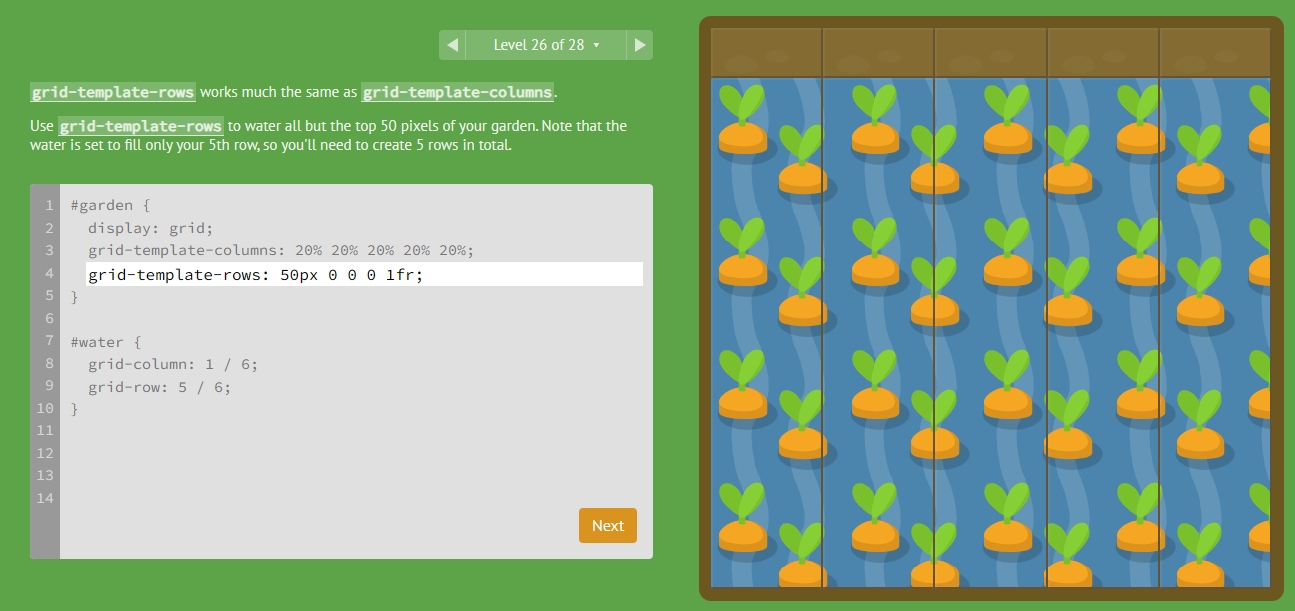 Level 26 of 28
grid-template-rows works much the same as grid-template-columns.
Use grid-template-rows to water all but the top 50 pixels of your garden. Note that the
water is set to fill only your 5th row, so you'll need to create 5 rows in total.
1 #garden {
2 display: grid;
3 grid-template-columns: 20% 20% 20% 20% 20%;
4 grid-template-rows: 50px 0 0 0 1fr;
5 }
6
7 #water {
8 grid-column: 1 / 6;
9 grid-row: 5 / 6;
10 }
11
12
13
14
Next